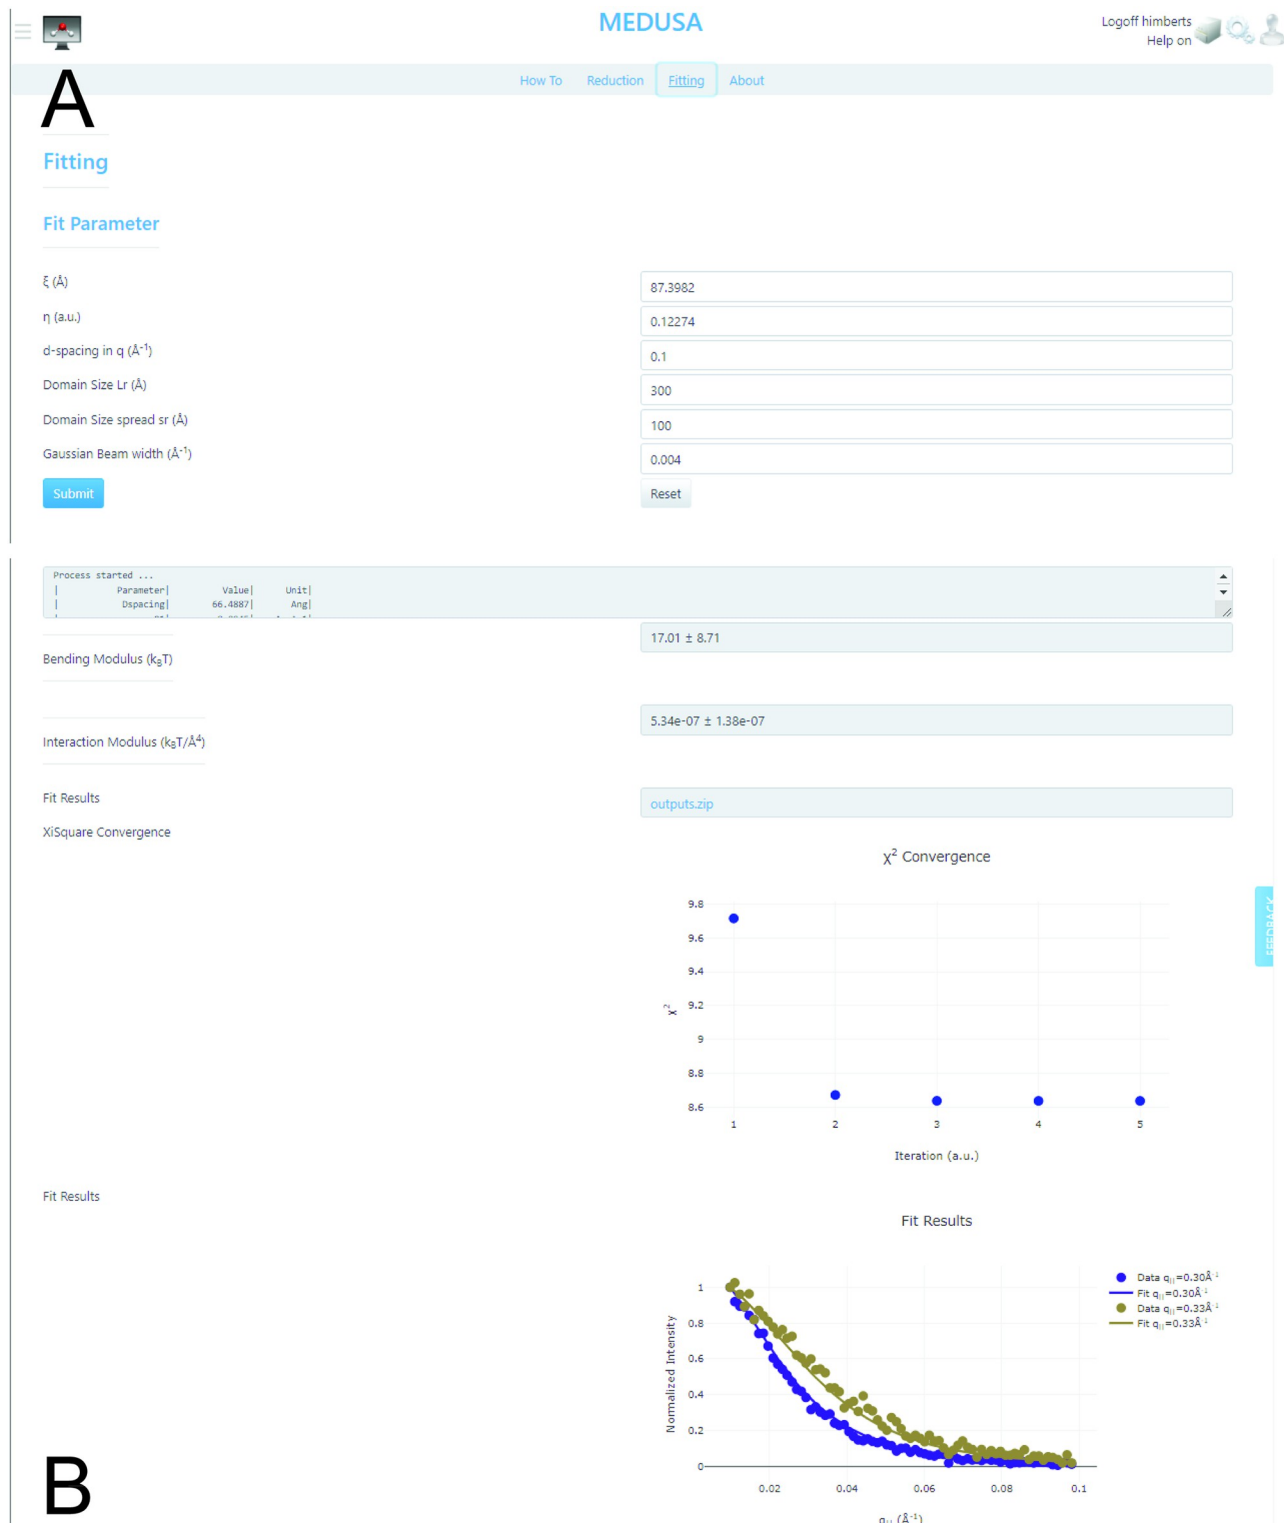 MEDUSA
Logoff himberts
Help on
How To Reduction Fitting About
A
Fitting
Fit Parameter
ξ (Å) 87.3982
η (a.u.) 0.12274
d-spacing in q (Å⁻¹) 0.1
Domain Size Lr (Å) 300
Domain Size spread sr (Å) 100
Gaussian Beam width (Å⁻¹) 0.004
Submit Reset
Process started ...
| Parameter| Value| Unit|
| Dspacing| 66.4887| Ang|
17.01 ± 8.71
Bending Modulus (kBT)
5.34e-07 ± 1.38e-07
Interaction Modulus (kBT/Å⁴)
Fit Results outputs.zip
XiSquare Convergence
χ² Convergence
9.8
9.6
9.4
9.2
9
8.8
8.6
χ²
1 2 3 4 5
Iteration (a.u.)
FEEDBACK
Fit Results
Fit Results
Data q||=0.30Å⁻¹
Fit q||=0.30Å⁻¹
Data q||=0.33Å⁻¹
Fit q||=0.33Å⁻¹
1
0.8
0.6
0.4
0.2
0
Normalized Intensity
0.02 0.04 0.06 0.08 0.1
q|| (Å⁻¹)
B